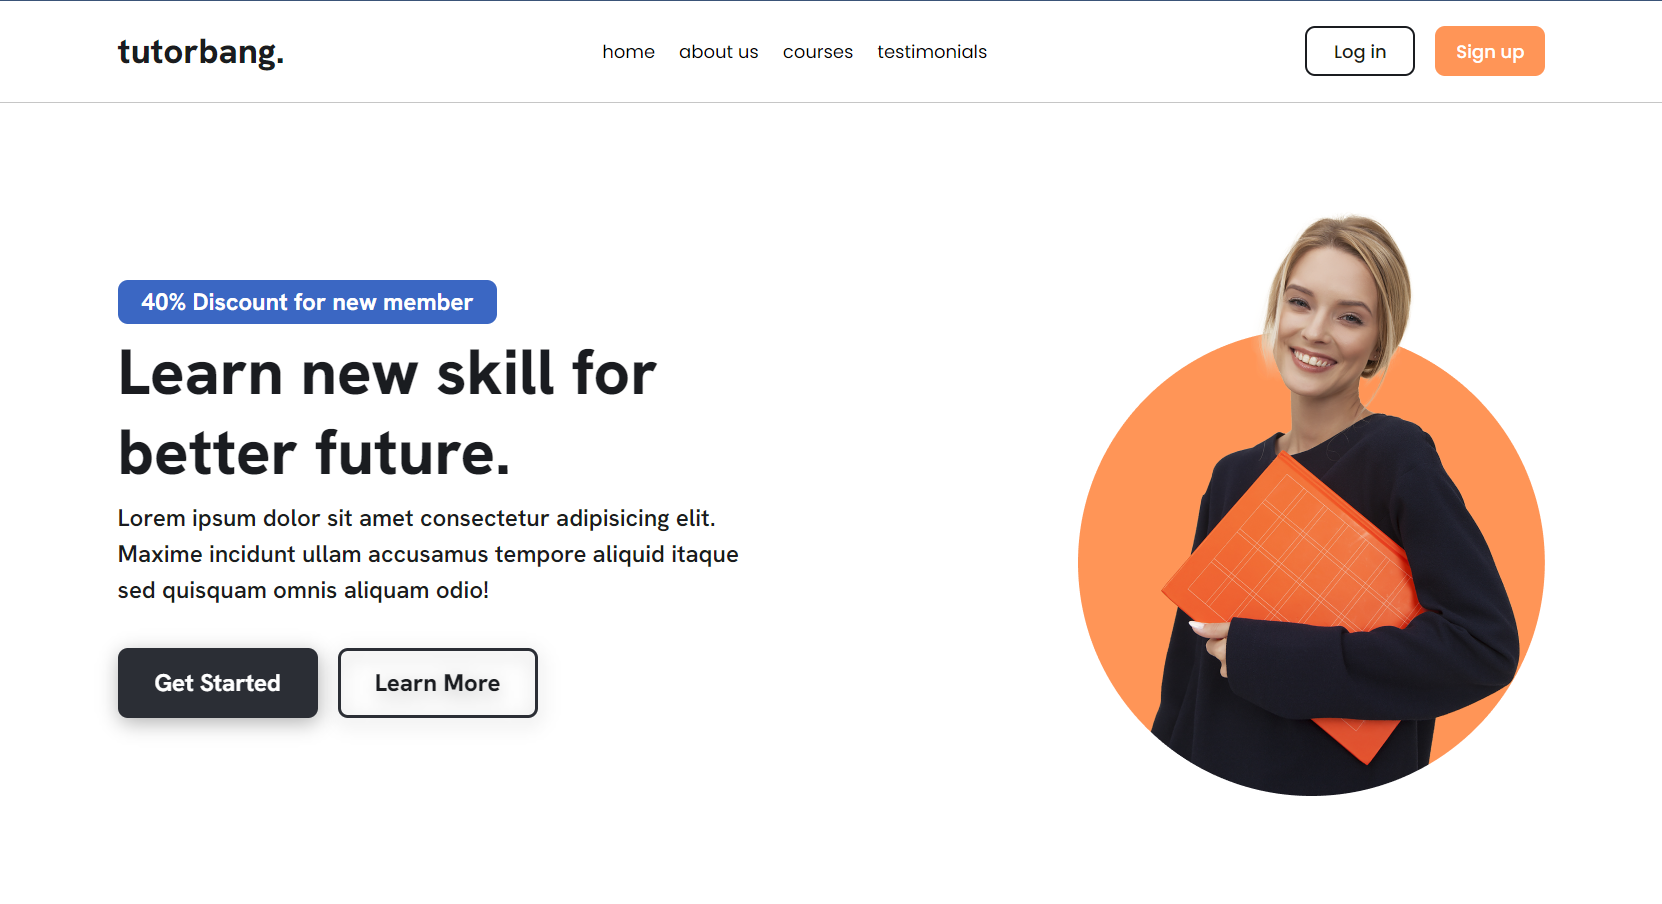 tutorbang.
home about us courses testimonials
Log in Sign up
40% Discount for new member
Learn new skill for
better future.
Lorem ipsum dolor sit amet consectetur adipisicing elit.
Maxime incidunt ullam accusamus tempore aliquid itaque
sed quisquam omnis aliquam odio!
Get Started Learn More